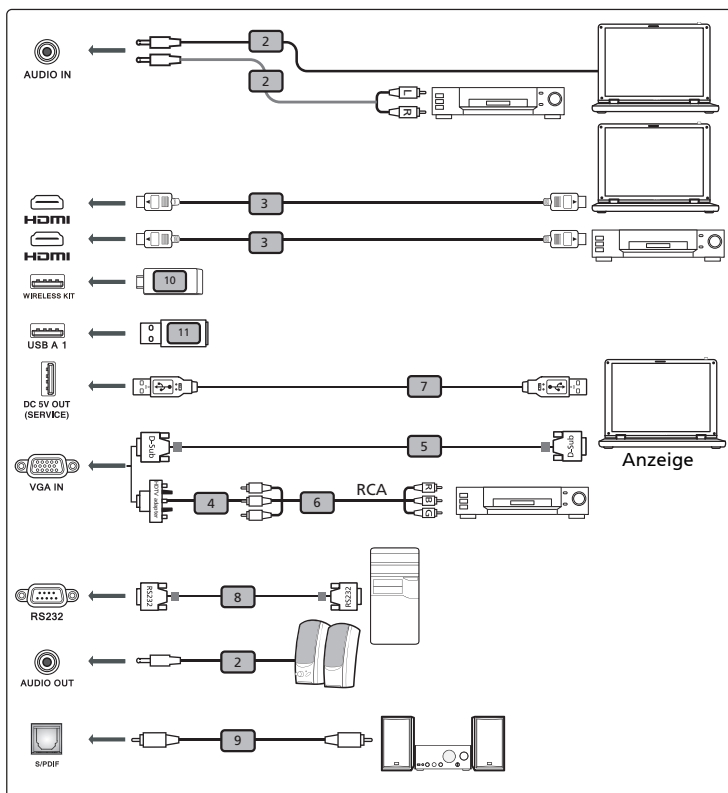 2
AUDIO IN
2
L
R
3
HDMI
3
HDMI
10
WIRELESS KIT
11
USB A 1
7
DC 5V OUT
(SERVICE)
D-Sub
5
D-Sub
Anzeige
VGA IN
HDTV adapter
4
6
RCA
R
B
G
RS232
8
RS232
RS232
2
AUDIO OUT
9
S/PDIF